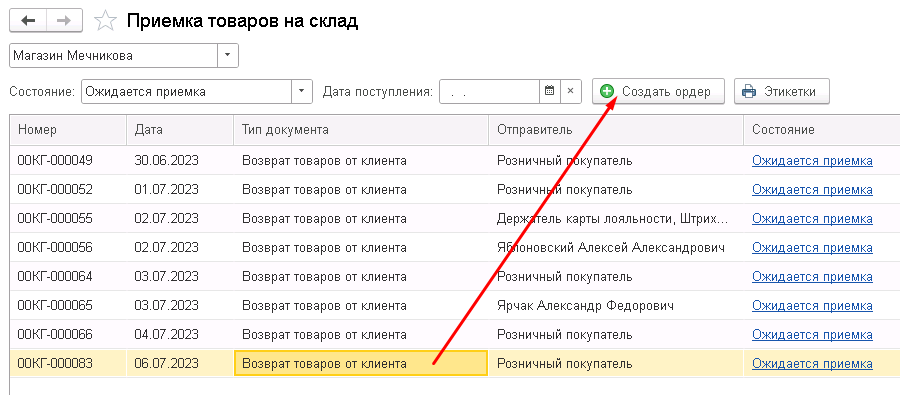 Приемка товаров на склад
Магазин Мечникова
Состояние: Ожидается приемка Дата поступления: . . Создать ордер Этикетки
Номер Дата Тип документа Отправитель Состояние
00КГ-000049 30.06.2023 Возврат товаров от клиента Розничный покупатель Ожидается приемка
00КГ-000052 01.07.2023 Возврат товаров от клиента Розничный покупатель Ожидается приемка
00КГ-000055 02.07.2023 Возврат товаров от клиента Держатель карты лояльности, Штрих... Ожидается приемка
00КГ-000056 02.07.2023 Возврат товаров от клиента Яблоновский Алексей Александрович Ожидается приемка
00КГ-000064 03.07.2023 Возврат товаров от клиента Розничный покупатель Ожидается приемка
00КГ-000065 03.07.2023 Возврат товаров от клиента Ярчак Александр Федорович Ожидается приемка
00КГ-000066 04.07.2023 Возврат товаров от клиента Розничный покупатель Ожидается приемка
00КГ-000083 06.07.2023 Возврат товаров от клиента Розничный покупатель Ожидается приемка